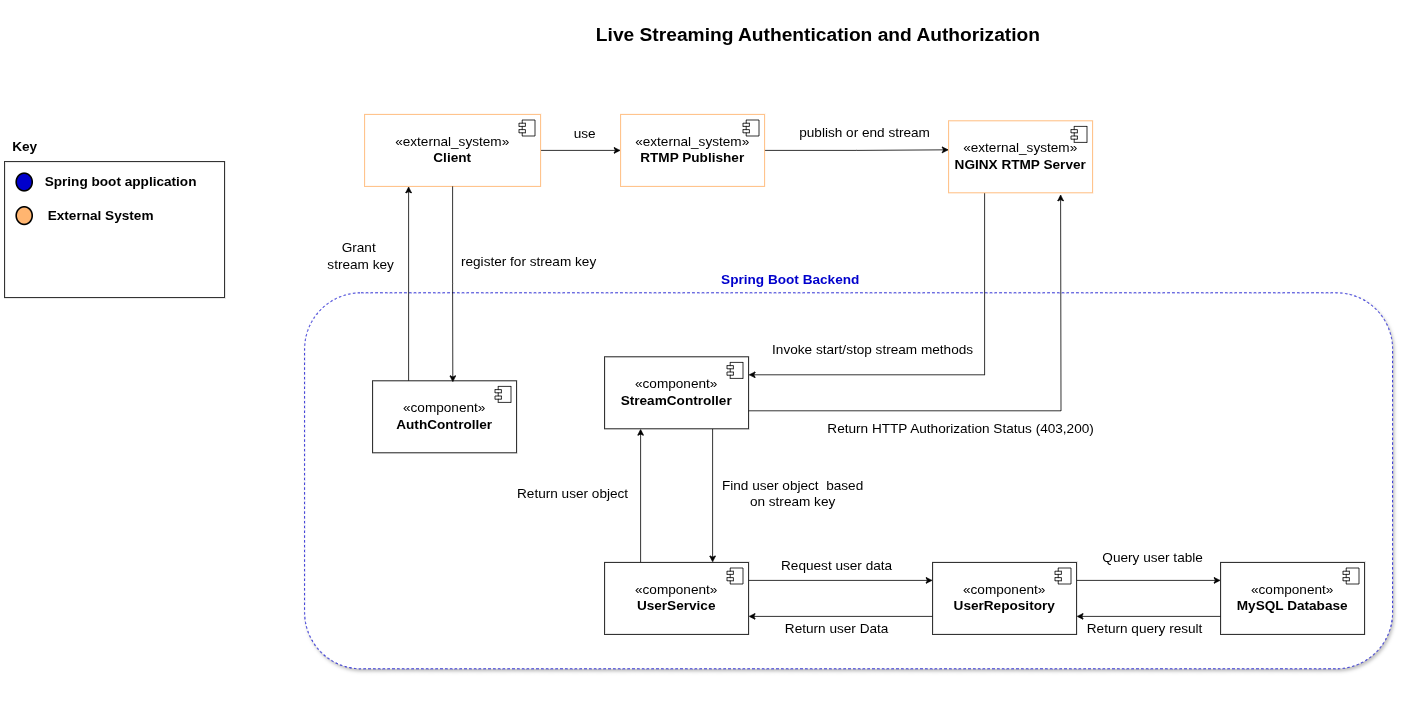 Live Streaming Authentication and Authorization
Key
Spring boot application
External System
«external_system»
Client
use
«external_system»
RTMP Publisher
publish or end stream
«external_system»
NGINX RTMP Server
Grant
stream key
register for stream key
Spring Boot Backend
«component»
AuthController
«component»
StreamController
Invoke start/stop stream methods
Return HTTP Authorization Status (403,200)
Return user object
Find user object  based
on stream key
«component»
UserService
Request user data
Return user Data
«component»
UserRepository
Query user table
Return query result
«component»
MySQL Database